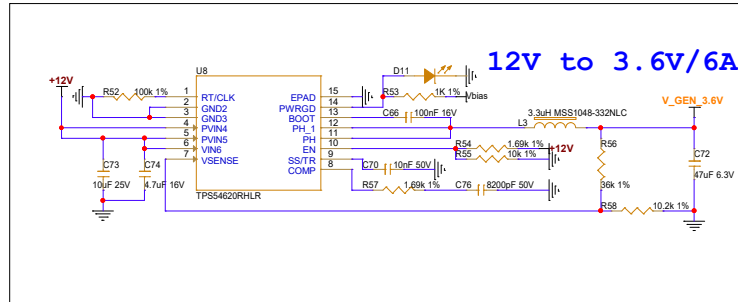 12V to 3.6V/6A
+12V
U8
D11
R52
100k 1%
1
2
3
4
5
6
7
RT/CLK
GND2
GND3
PVIN4
PVIN5
VIN6
VSENSE
EPAD
PWRGD
BOOT
PH_1
PH
EN
SS/TR
COMP
15
14
13
12
11
10
9
8
TPS54620RHLR
R53
1K 1%
Vbias
C66
100nF 16V
3.3uH MSS1048-332NLC
L3
V_GEN_3.6V
R54
1.69k 1%
+12V
R55
10k 1%
C70
10nF 50V
R57
1.69k 1%
C76
8200pF 50V
R56
36k 1%
C72
47uF 6.3V
R58
10.2k 1%
C73
10uF 25V
C74
4.7uF 16V